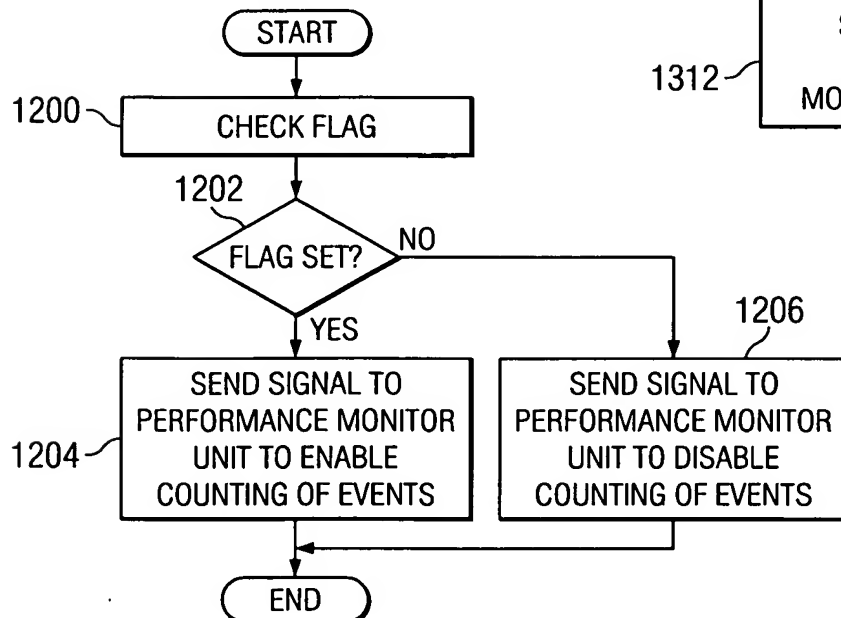 START
1200
CHECK FLAG
1312
MO
1202
FLAG SET?
NO
YES
1206
1204
SEND SIGNAL TO
PERFORMANCE MONITOR
UNIT TO ENABLE
COUNTING OF EVENTS
SEND SIGNAL TO
PERFORMANCE MONITOR
UNIT TO DISABLE
COUNTING OF EVENTS
END